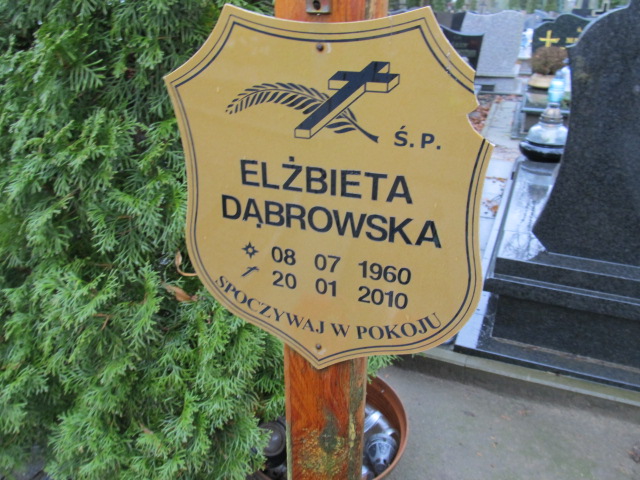 Ś.P.
ELŻBIETA
DĄBROWSKA
08 07 1960
20 01 2010
SPOCZYWAJ W POKOJU